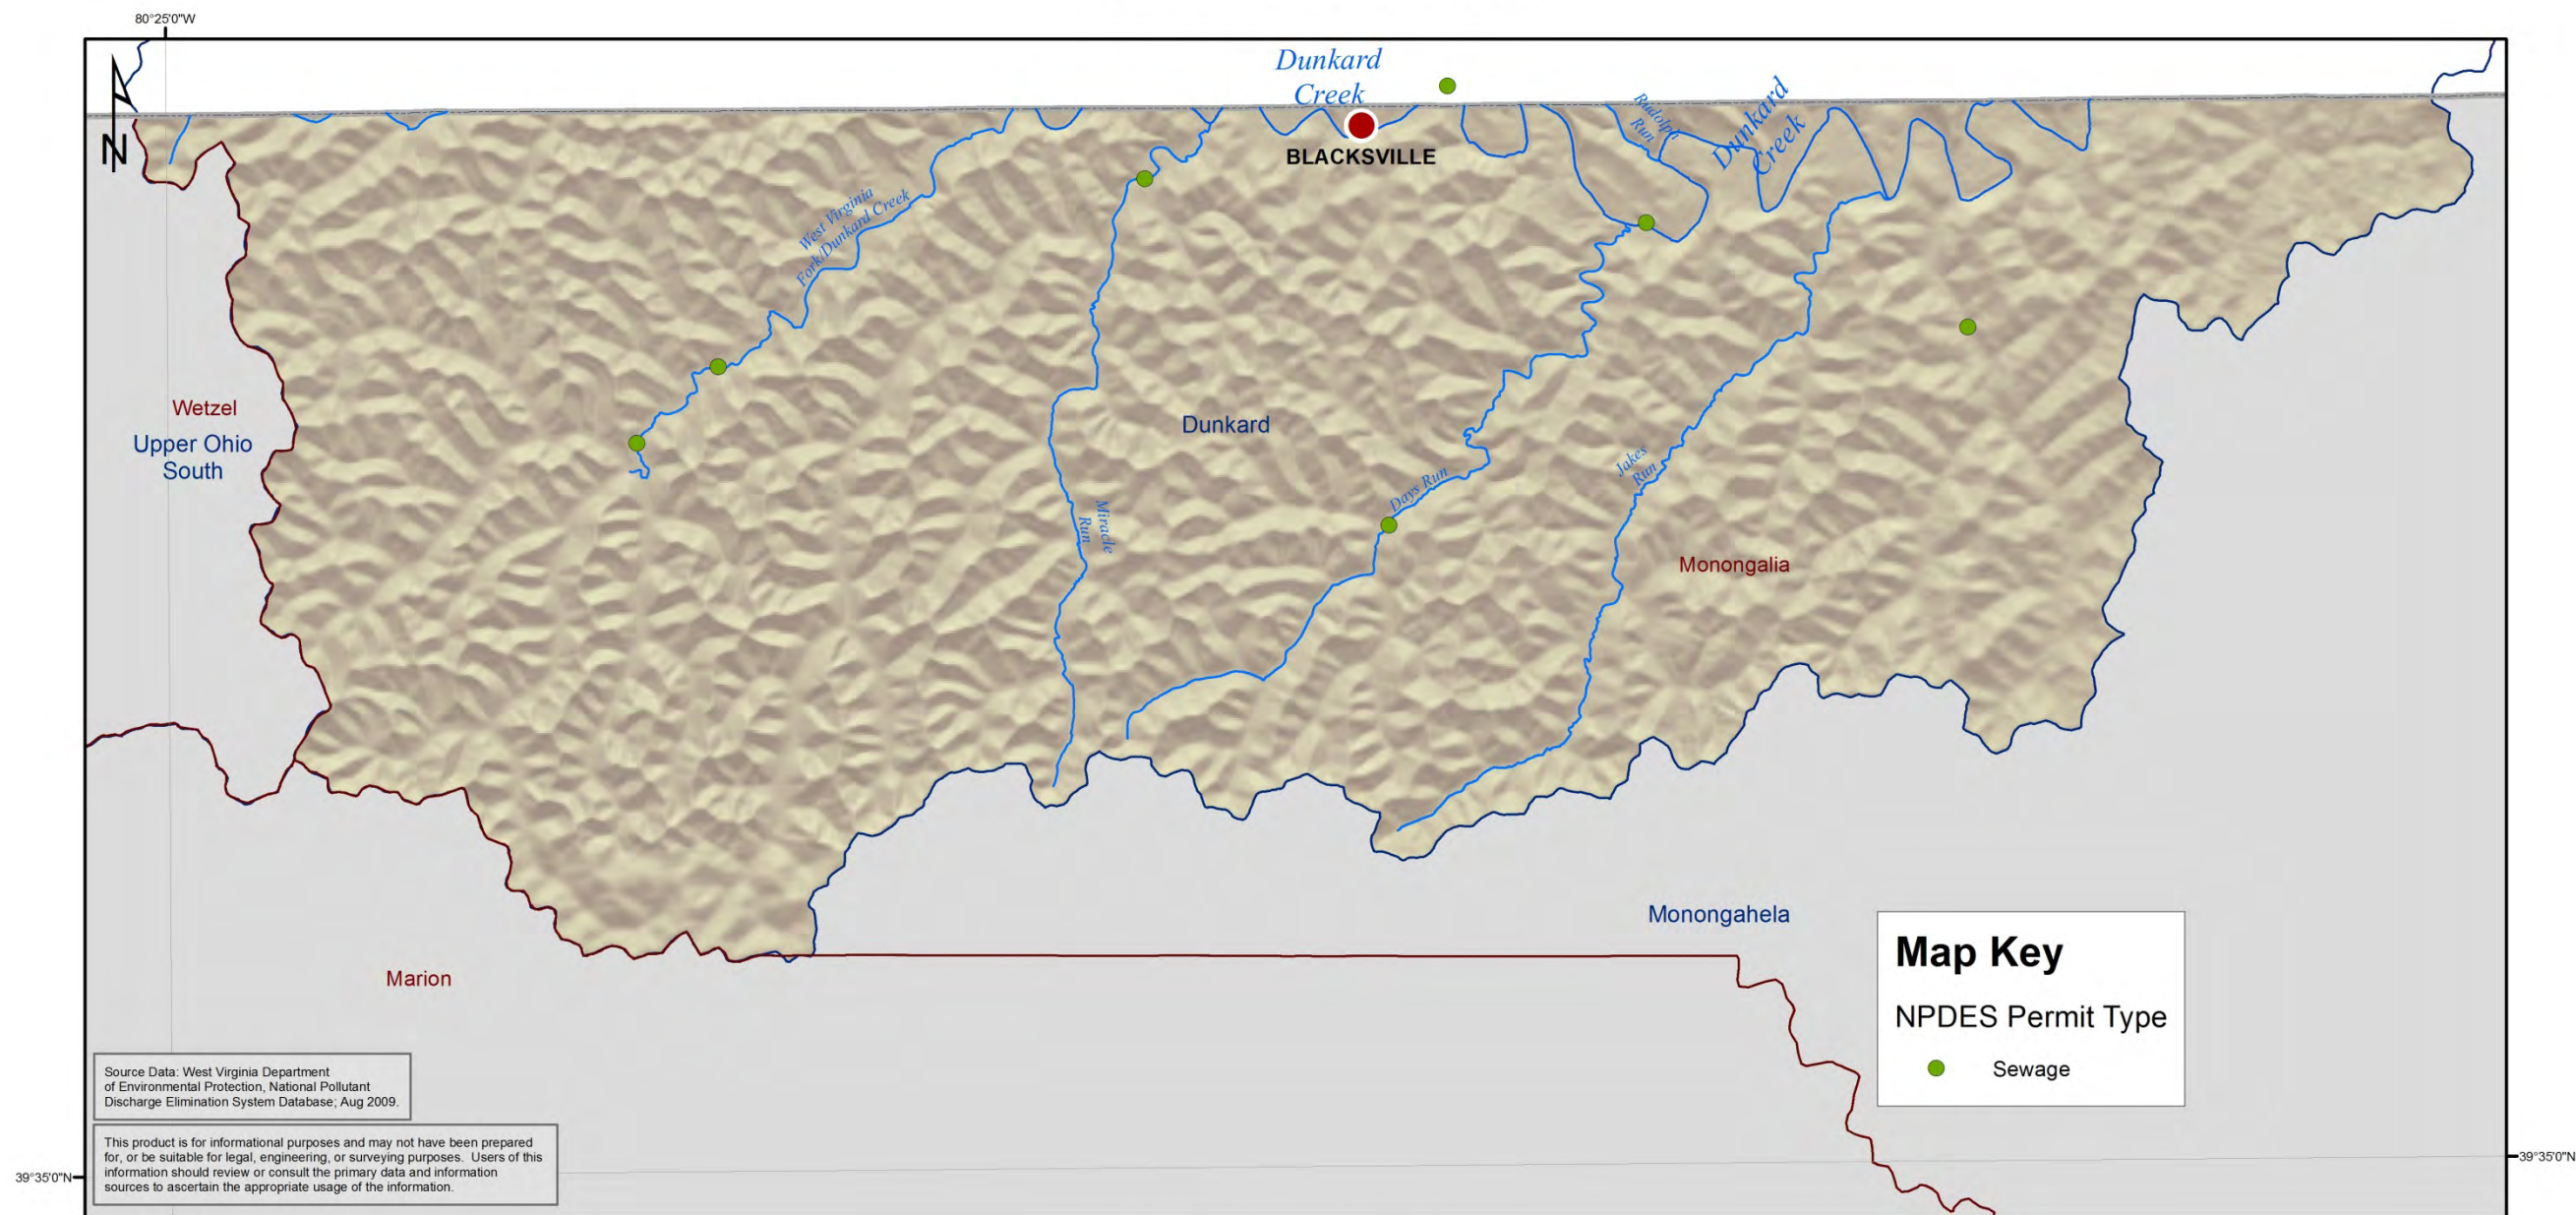 80°25'0"W
Dunkard
Creek
N
BLACKSVILLE
Rudolph
Run
Dunkard
Creek
West Virginia
Fork/Dunkard Creek
Wetzel
Upper Ohio
South
Dunkard
Miracle
Run
Days Run
Jakes
Run
Monongalia
Monongahela
Marion
Map Key
NPDES Permit Type
Sewage
Source Data: West Virginia Department
of Environmental Protection, National Pollutant
Discharge Elimination System Database; Aug 2009.
This product is for informational purposes and may not have been prepared
for, or be suitable for legal, engineering, or surveying purposes.  Users of this
information should review or consult the primary data and information
sources to ascertain the appropriate usage of the information.
39°35'0"N
39°35'0"N